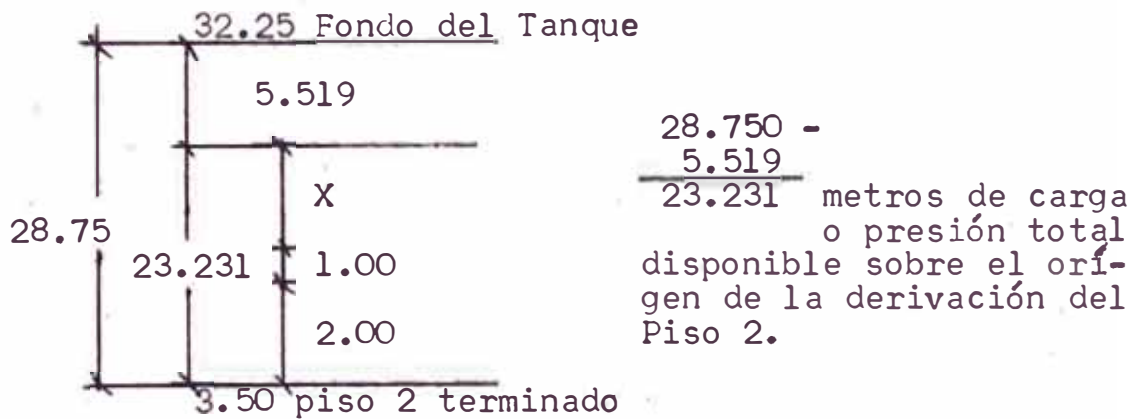 32.25 Fondo del Tanque
5.519
X
28.75
23.231
1.00
2.00
3.50 piso 2 terminado
28.750 -
5.519
23.231 metros de carga
o presión total
disponible sobre el orí-
gen de la derivación del
Piso 2.